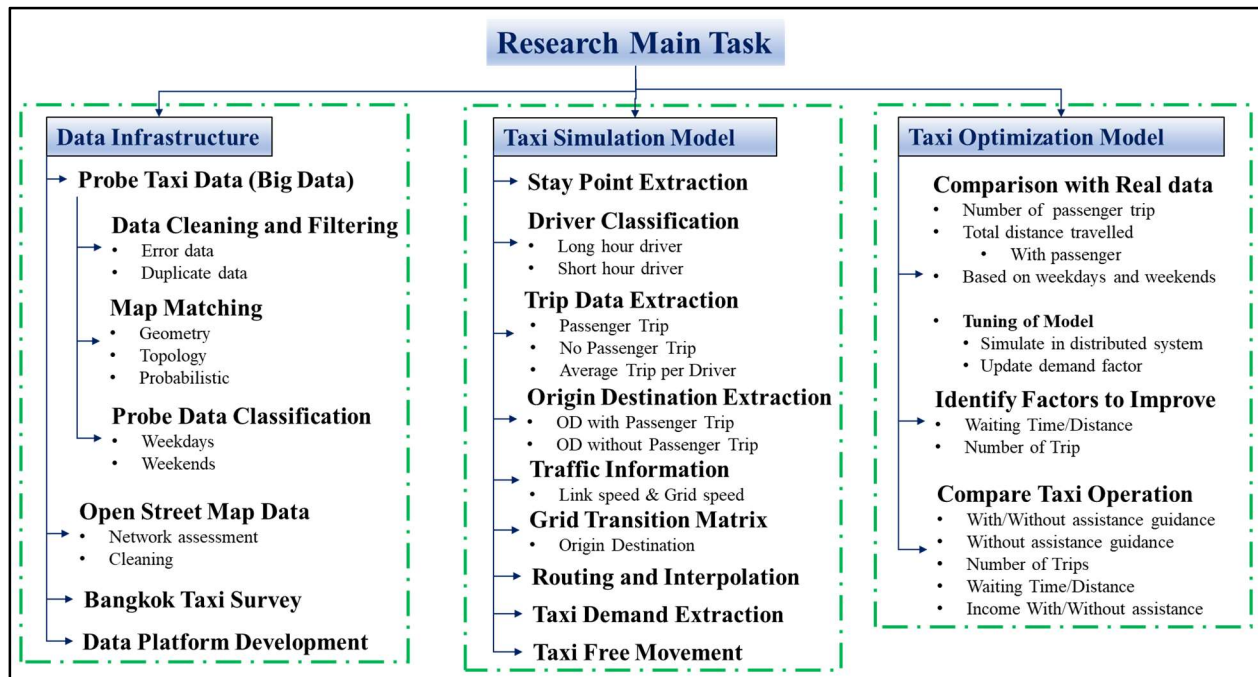 Research Main Task
Data Infrastructure
Probe Taxi Data (Big Data)
Data Cleaning and Filtering
• Error data
• Duplicate data
Map Matching
• Geometry
• Topology
• Probabilistic
Probe Data Classification
• Weekdays
• Weekends
Open Street Map Data
• Network assessment
• Cleaning
Bangkok Taxi Survey
Data Platform Development
Taxi Simulation Model
Stay Point Extraction
Driver Classification
• Long hour driver
• Short hour driver
Trip Data Extraction
• Passenger Trip
• No Passenger Trip
• Average Trip per Driver
Origin Destination Extraction
• OD with Passenger Trip
• OD without Passenger Trip
Traffic Information
• Link speed & Grid speed
Grid Transition Matrix
• Origin Destination
Routing and Interpolation
Taxi Demand Extraction
Taxi Free Movement
Taxi Optimization Model
Comparison with Real data
• Number of passenger trip
• Total distance travelled
• With passenger
• Based on weekdays and weekends
• Tuning of Model
• Simulate in distributed system
• Update demand factor
Identify Factors to Improve
• Waiting Time/Distance
• Number of Trip
Compare Taxi Operation
• With/Without assistance guidance
• Without assistance guidance
• Number of Trips
• Waiting Time/Distance
• Income With/Without assistance